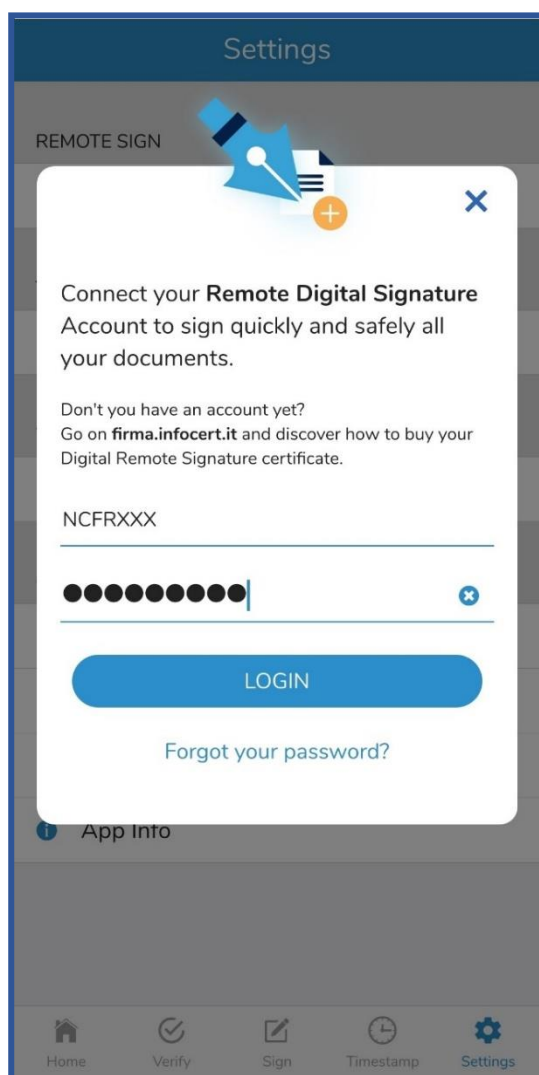 Settings
REMOTE SIGN
Connect your Remote Digital Signature
Account to sign quickly and safely all
your documents.
Don't you have an account yet?
Go on firma.infocert.it and discover how to buy your
Digital Remote Signature certificate.
NCFRXXX
●●●●●●●●●
LOGIN
Forgot your password?
App Info
Home Verify Sign Timestamp Settings